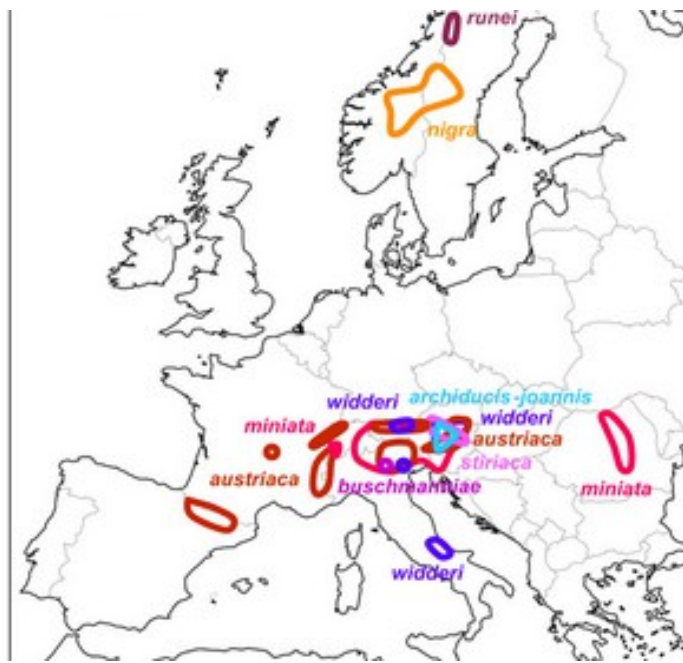 runei
nigra
archiducis-joannis
widderi
widderi
miniata
austriaca
stiriaca
austriaca
buschmanniae
miniata
widderi